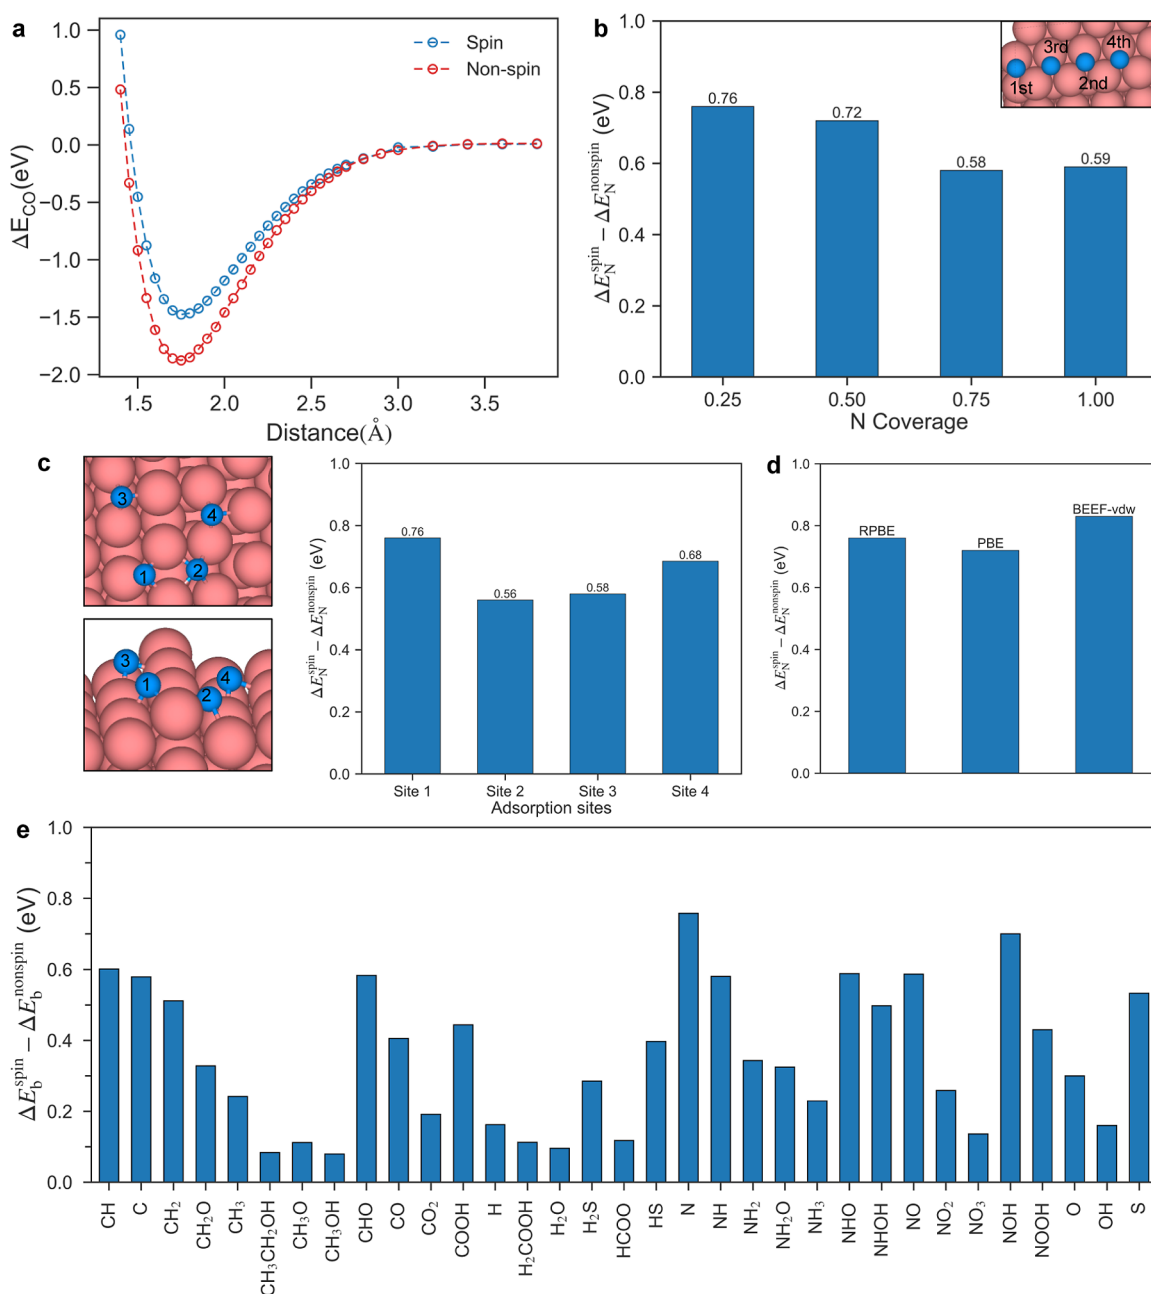 a
1.0
0.5
0.0
−0.5
−1.0
−1.5
−2.0
ΔE_CO(eV)
Spin
Non-spin
1.5 2.0 2.5 3.0 3.5
Distance(Å)
b
1.0
0.8
0.6
0.4
0.2
0.0
ΔE_N^spin − ΔE_N^nonspin (eV)
0.76
0.72
0.58
0.59
3rd 4th
1st 2nd
0.25 0.50 0.75 1.00
N Coverage
c
3
4
1 2
3
1
4
2
1.0
0.8
0.6
0.4
0.2
0.0
ΔE_N^spin − ΔE_N^nonspin (eV)
0.76
0.56
0.58
0.68
Site 1 Site 2 Site 3 Site 4
Adsorption sites
d
1.0
0.8
0.6
0.4
0.2
0.0
ΔE_N^spin − ΔE_N^nonspin (eV)
RPBE
PBE
BEEF-vdw
e
1.0
0.8
0.6
0.4
0.2
0.0
ΔE_b^spin − ΔE_b^nonspin (eV)
CH
C
CH₂
CH₂O
CH₃
CH₃CH₂OH
CH₃O
CH₃OH
CHO
CO
CO₂
COOH
H
H₂COOH
H₂O
H₂S
HCOO
HS
N
NH
NH₂
NH₂O
NH₃
NHO
NHOH
NO
NO₂
NO₃
NOH
NOOH
O
OH
S